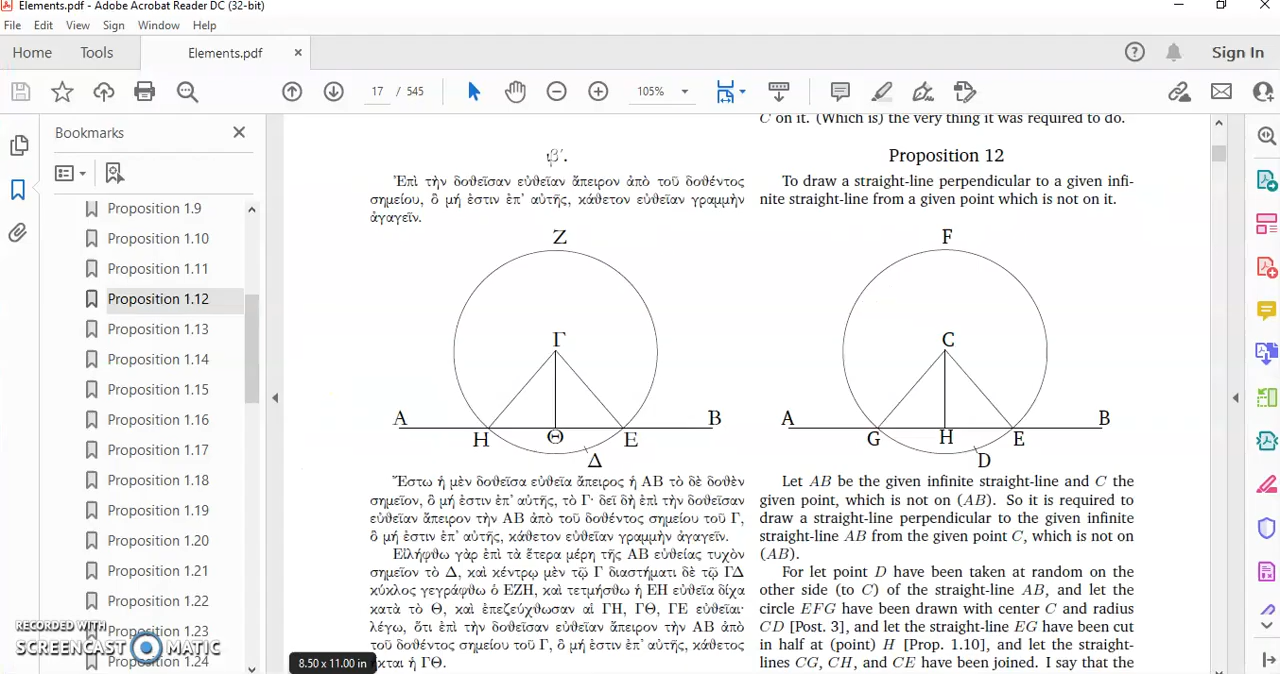 Elements.pdf - Adobe Acrobat Reader DC (32-bit)
File Edit View Sign Window Help
Home Tools Elements.pdf × Sign In
17 / 545 105%
Bookmarks
Proposition 1.9
Proposition 1.10
Proposition 1.11
Proposition 1.12
Proposition 1.13
Proposition 1.14
Proposition 1.15
Proposition 1.16
Proposition 1.17
Proposition 1.18
Proposition 1.19
Proposition 1.20
Proposition 1.21
Proposition 1.22
Proposition 1.23
Proposition 1.24
RECORDED WITH
SCREENCAST MATIC
8.50 x 11.00 in
ιβʹ.
Ἐπὶ τὴν δοθεῖσαν εὐθεῖαν ἄπειρον ἀπὸ τοῦ δοθέντος
σημείου, ὃ μή ἐστιν ἐπ᾿ αὐτῆς, κάθετον εὐθεῖαν γραμμὴν
ἀγαγεῖν.
Ζ
Γ
Α Β
Η Θ Ε
Δ
Ἔστω ἡ μὲν δοθεῖσα εὐθεῖα ἄπειρος ἡ ΑΒ τὸ δὲ δοθὲν
σημεῖον, ὃ μή ἐστιν ἐπ᾿ αὐτῆς, τὸ Γ· δεῖ δὴ ἐπὶ τὴν δοθεῖσαν
εὐθεῖαν ἄπειρον τὴν ΑΒ ἀπὸ τοῦ δοθέντος σημείου τοῦ Γ,
ὃ μή ἐστιν ἐπ᾿ αὐτῆς, κάθετον εὐθεῖαν γραμμὴν ἀγαγεῖν.
Εἰλήφθω γὰρ ἐπὶ τὰ ἕτερα μέρη τῆς ΑΒ εὐθείας τυχὸν
σημεῖον τὸ Δ, καὶ κέντρῳ μὲν τῷ Γ διαστήματι δὲ τῷ ΓΔ
κύκλος γεγράφθω ὁ ΕΖΗ, καὶ τετμήσθω ἡ ΕΗ εὐθεῖα δίχα
κατὰ τὸ Θ, καὶ ἐπεζεύχθωσαν αἱ ΓΗ, ΓΘ, ΓΕ εὐθεῖαι·
λέγω, ὅτι ἐπὶ τὴν δοθεῖσαν εὐθεῖαν ἄπειρον τὴν ΑΒ ἀπὸ
τοῦ δοθέντος σημείου τοῦ Γ, ὃ μή ἐστιν ἐπ᾿ αὐτῆς, κάθετος
ἦκται ἡ ΓΘ.
C on it. (Which is) the very thing it was required to do.
Proposition 12
To draw a straight-line perpendicular to a given infi-
nite straight-line from a given point which is not on it.
F
C
A B
G H E
D
Let AB be the given infinite straight-line and C the
given point, which is not on (AB). So it is required to
draw a straight-line perpendicular to the given infinite
straight-line AB from the given point C, which is not on
(AB).
For let point D have been taken at random on the
other side (to C) of the straight-line AB, and let the
circle EFG have been drawn with center C and radius
CD [Post. 3], and let the straight-line EG have been cut
in half at (point) H [Prop. 1.10], and let the straight-
lines CG, CH, and CE have been joined. I say that the